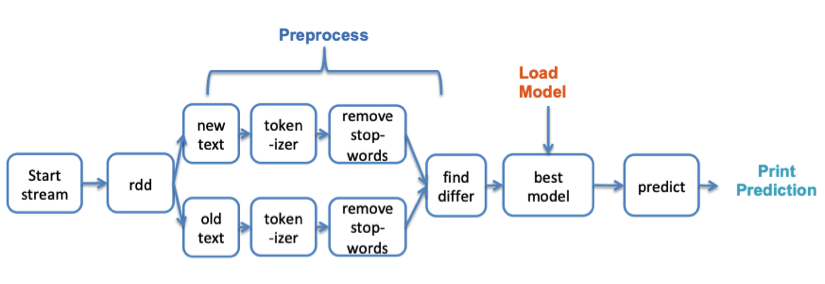 Preprocess
Load
Model
new
text
token
-izer
remove
stop-
words
Start
stream
rdd
find
differ
best
model
predict
Print
Prediction
old
text
token
-izer
remove
stop-
words